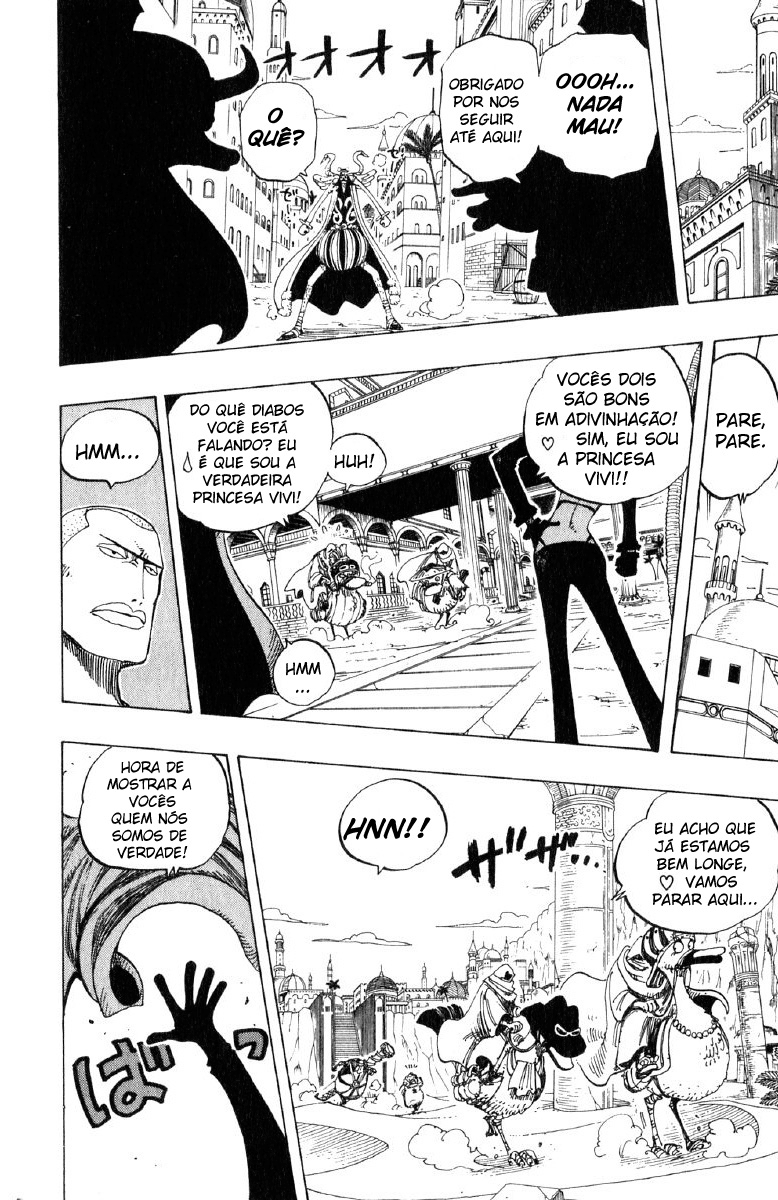 OOOH...
NADA
MAU!
OBRIGADO
POR NOS
SEGUIR
ATÉ AQUI!
オオオオ
O
QUÊ?
PARE,
PARE.
VOCÊS DOIS
SÃO BONS
EM ADIVINHAÇÃO!
♡ SIM, EU SOU
A PRINCESA
VIVI!!
HUH!
DO QUÊ DIABOS
VOCÊ ESTÁ
FALANDO? EU
É QUE SOU A
VERDADEIRA
PRINCESA VIVI!
HMM
...
HMM...
EU ACHO QUE
JÁ ESTAMOS
BEM LONGE,
♡ VAMOS
PARAR AQUI...
ザザ...
HNN!!
HORA DE
MOSTRAR A
VOCÊS
QUEM NÓS
SOMOS DE
VERDADE!
ばっ